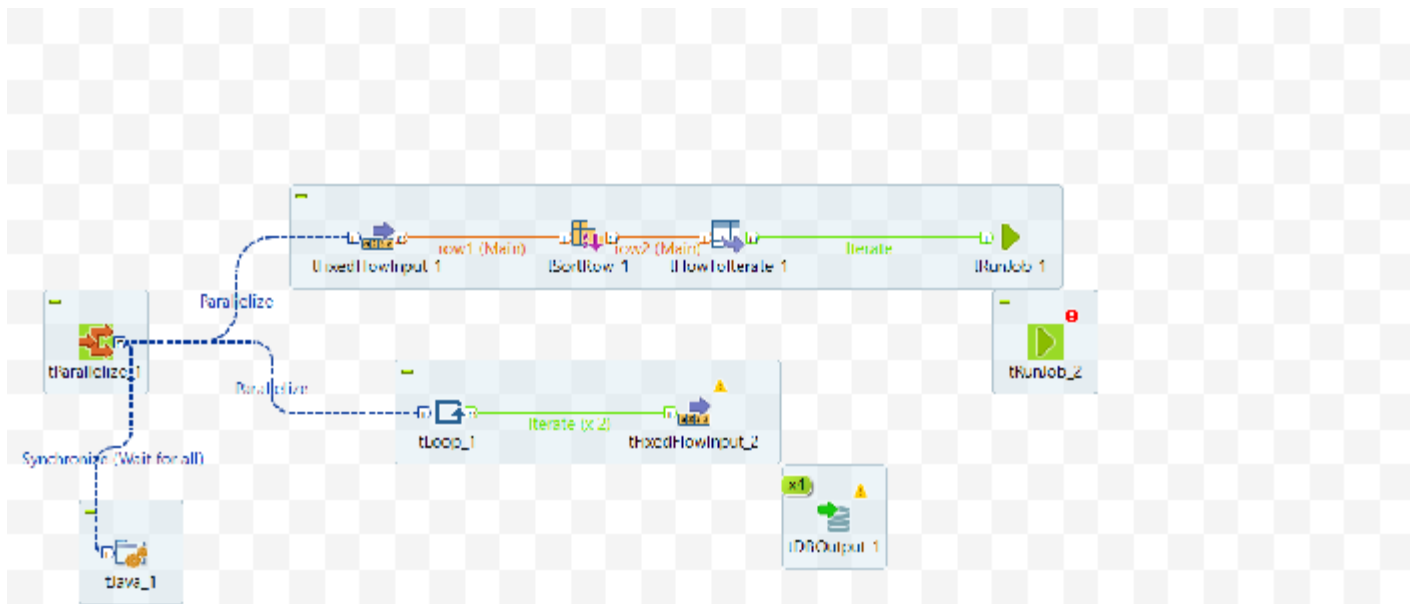 row1 (Main)
row2 (Main)
Iterate
tFixedFlowInput_1
tSortRow_1
tFlowToIterate_1
tRunJob_1
Parallelize
tParallelize_1
tRunJob_2
Parallelize
Iterate (x 2)
tLoop_1
tFixedFlowInput_2
Synchronize (Wait for all)
x4
tDBOutput_1
tJava_1